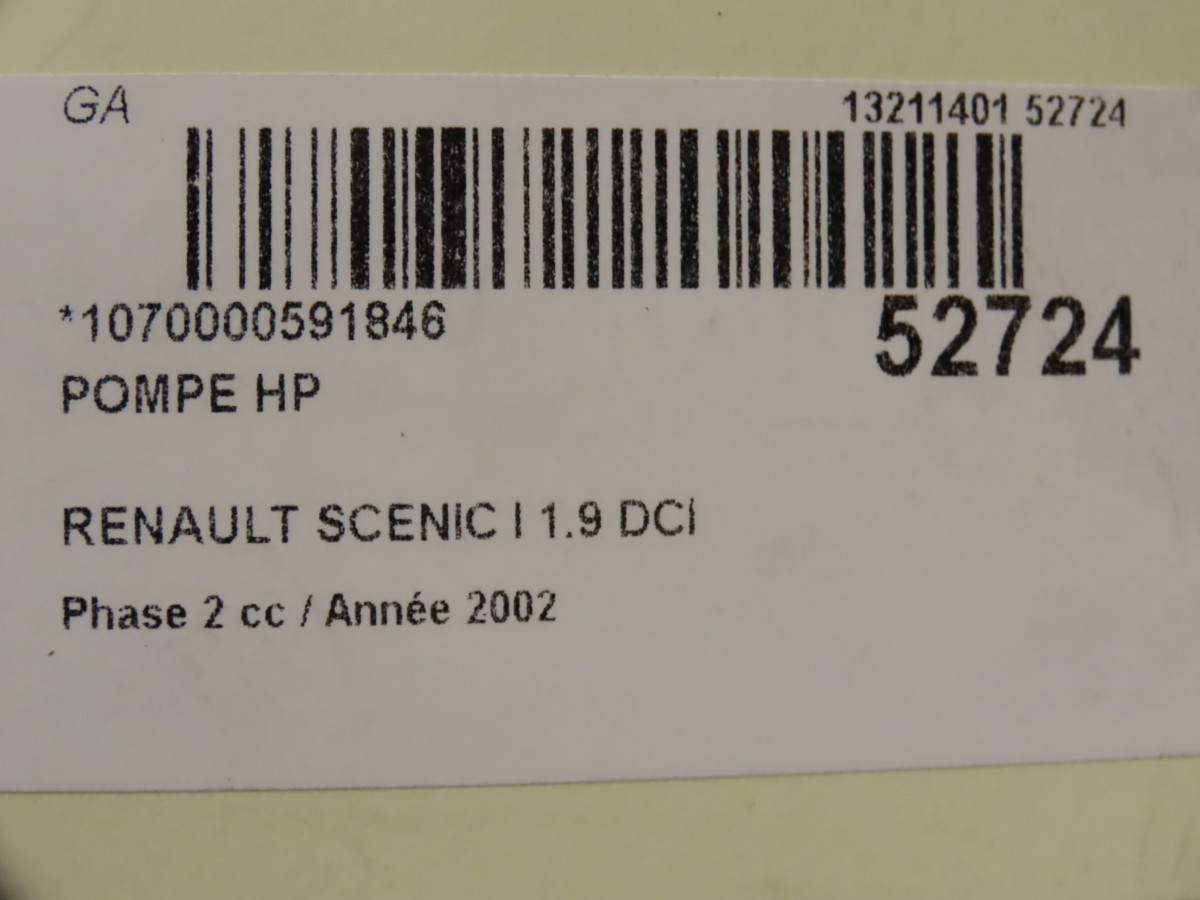 GA
13211401 52724
*1070000591846
52724
POMPE HP
RENAULT SCENIC I 1.9 DCI
Phase 2 cc / Année 2002